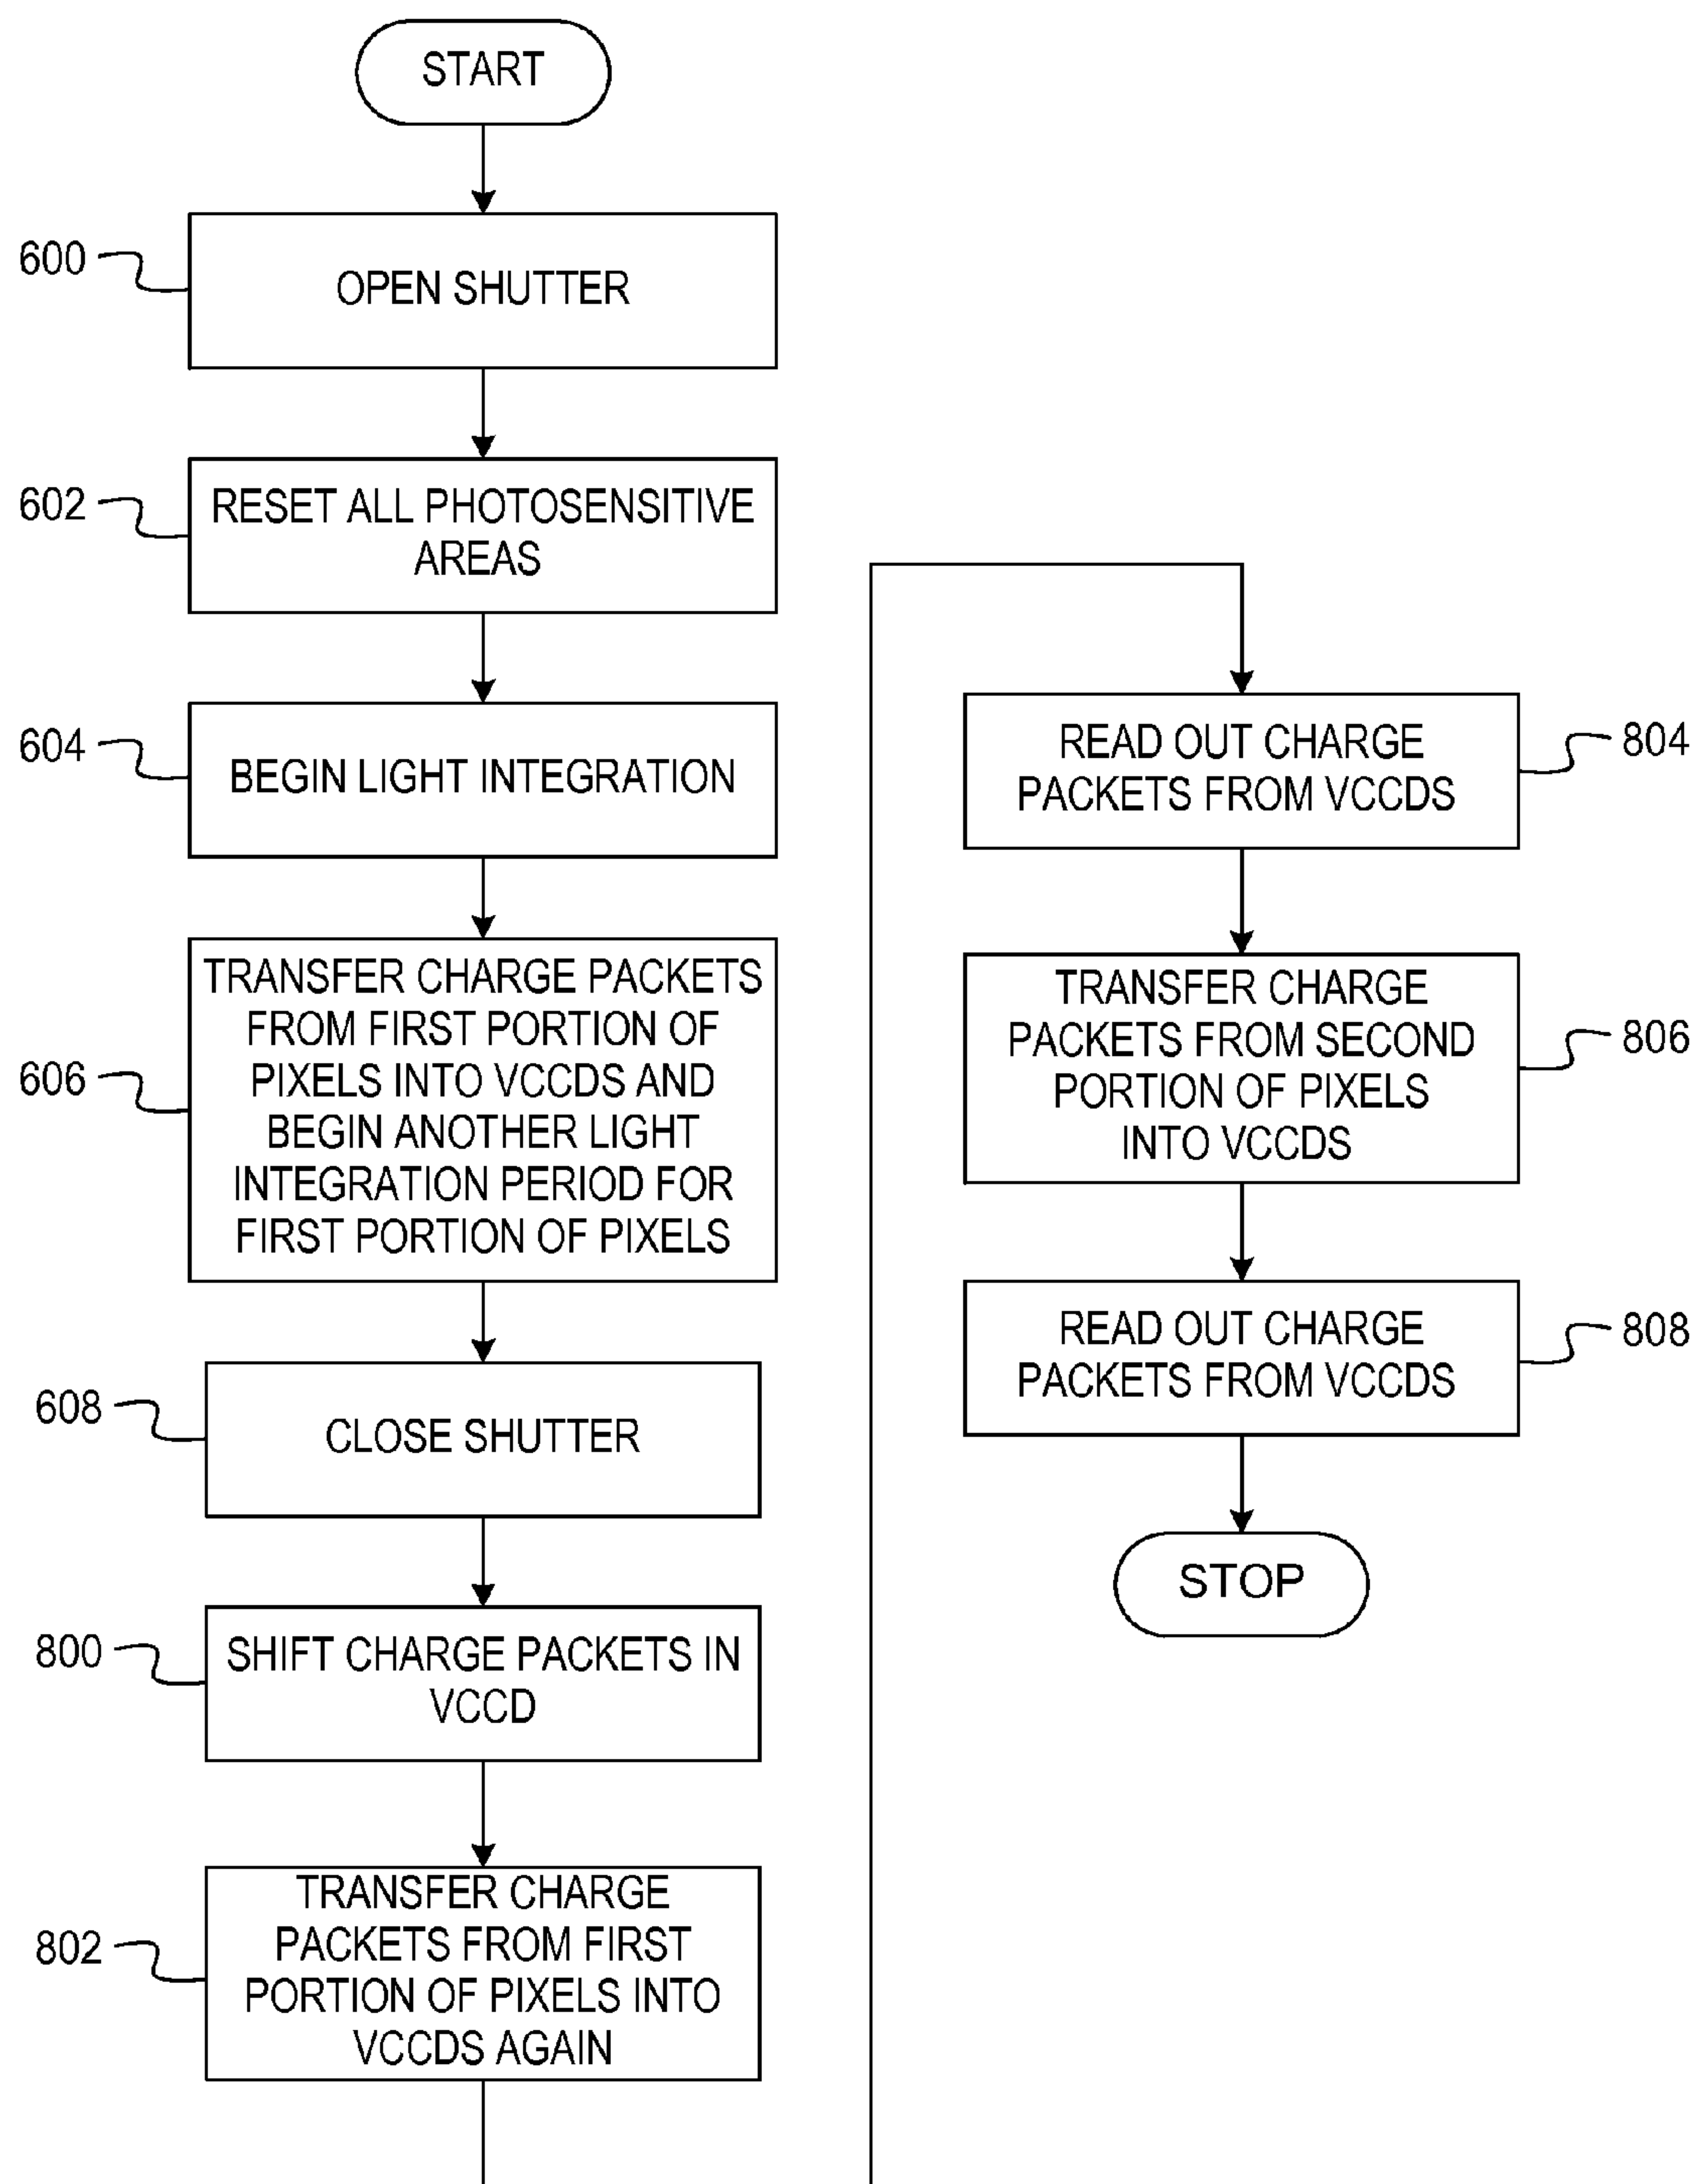 START
600
OPEN SHUTTER
602
RESET ALL PHOTOSENSITIVE
AREAS
604
BEGIN LIGHT INTEGRATION
606
TRANSFER CHARGE PACKETS
FROM FIRST PORTION OF
PIXELS INTO VCCDS AND
BEGIN ANOTHER LIGHT
INTEGRATION PERIOD FOR
FIRST PORTION OF PIXELS
608
CLOSE SHUTTER
800
SHIFT CHARGE PACKETS IN
VCCD
802
TRANSFER CHARGE
PACKETS FROM FIRST
PORTION OF PIXELS INTO
VCCDS AGAIN
READ OUT CHARGE
PACKETS FROM VCCDS
804
TRANSFER CHARGE
PACKETS FROM SECOND
PORTION OF PIXELS
INTO VCCDS
806
READ OUT CHARGE
PACKETS FROM VCCDS
808
STOP